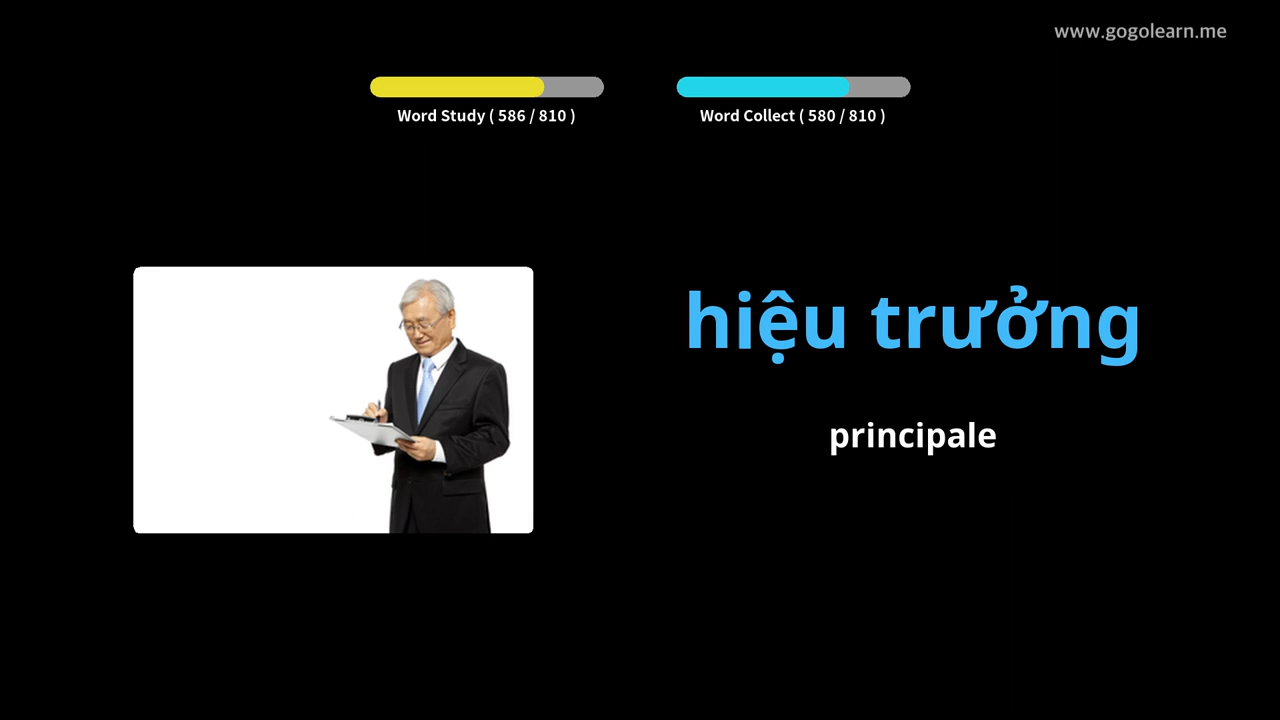 www.gogolearn.me
Word Study ( 586 / 810 )
Word Collect ( 580 / 810 )
hiệu trưởng
principale